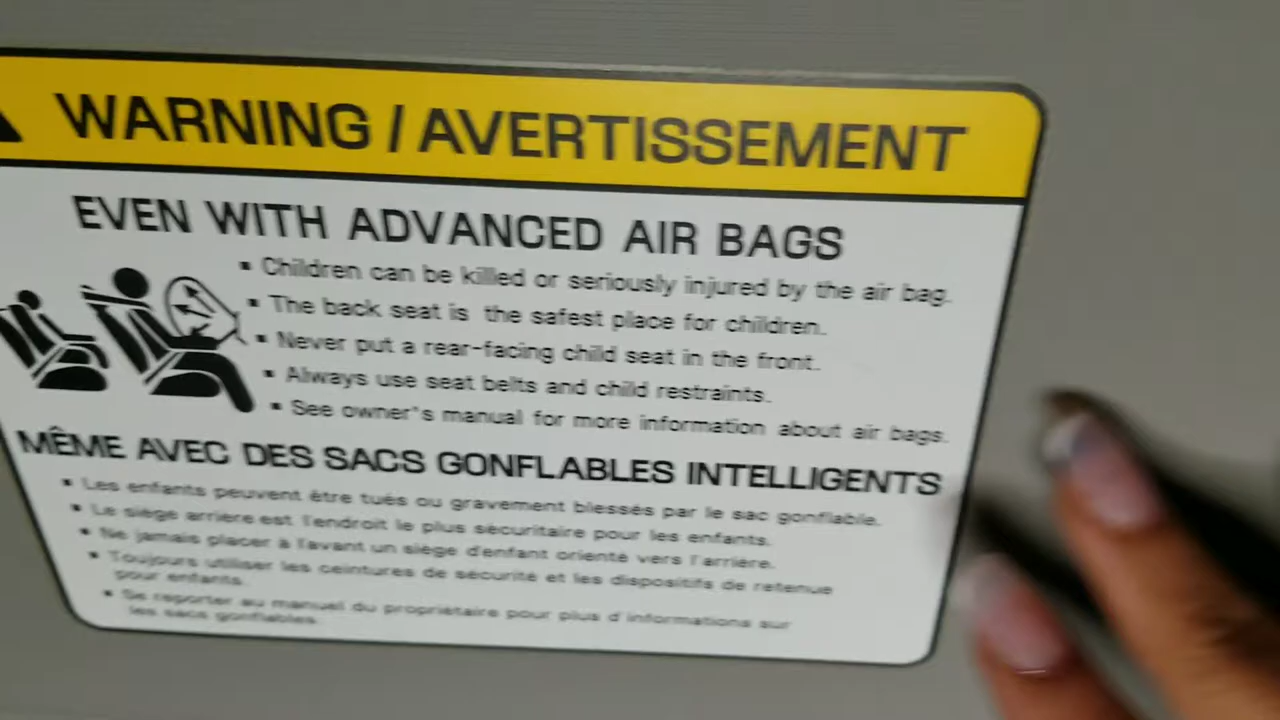 WARNING / AVERTISSEMENT
EVEN WITH ADVANCED AIR BAGS
▪ Children can be killed or seriously injured by the air bag.
▪ The back seat is the safest place for children.
▪ Never put a rear-facing child seat in the front.
▪ Always use seat belts and child restraints.
▪ See owner's manual for more information about air bags.
MÊME AVEC DES SACS GONFLABLES INTELLIGENTS
▪ Les enfants peuvent être tués ou gravement blessés par le sac gonflable.
▪ Le siège arrière est l'endroit le plus sécuritaire pour les enfants.
▪ Ne jamais placer à l'avant un siège d'enfant orienté vers l'arrière.
▪ Toujours utiliser les ceintures de sécurité et les dispositifs de retenue
pour enfants.
▪ Se reporter au manuel du propriétaire pour plus d'informations sur
les sacs gonflables.